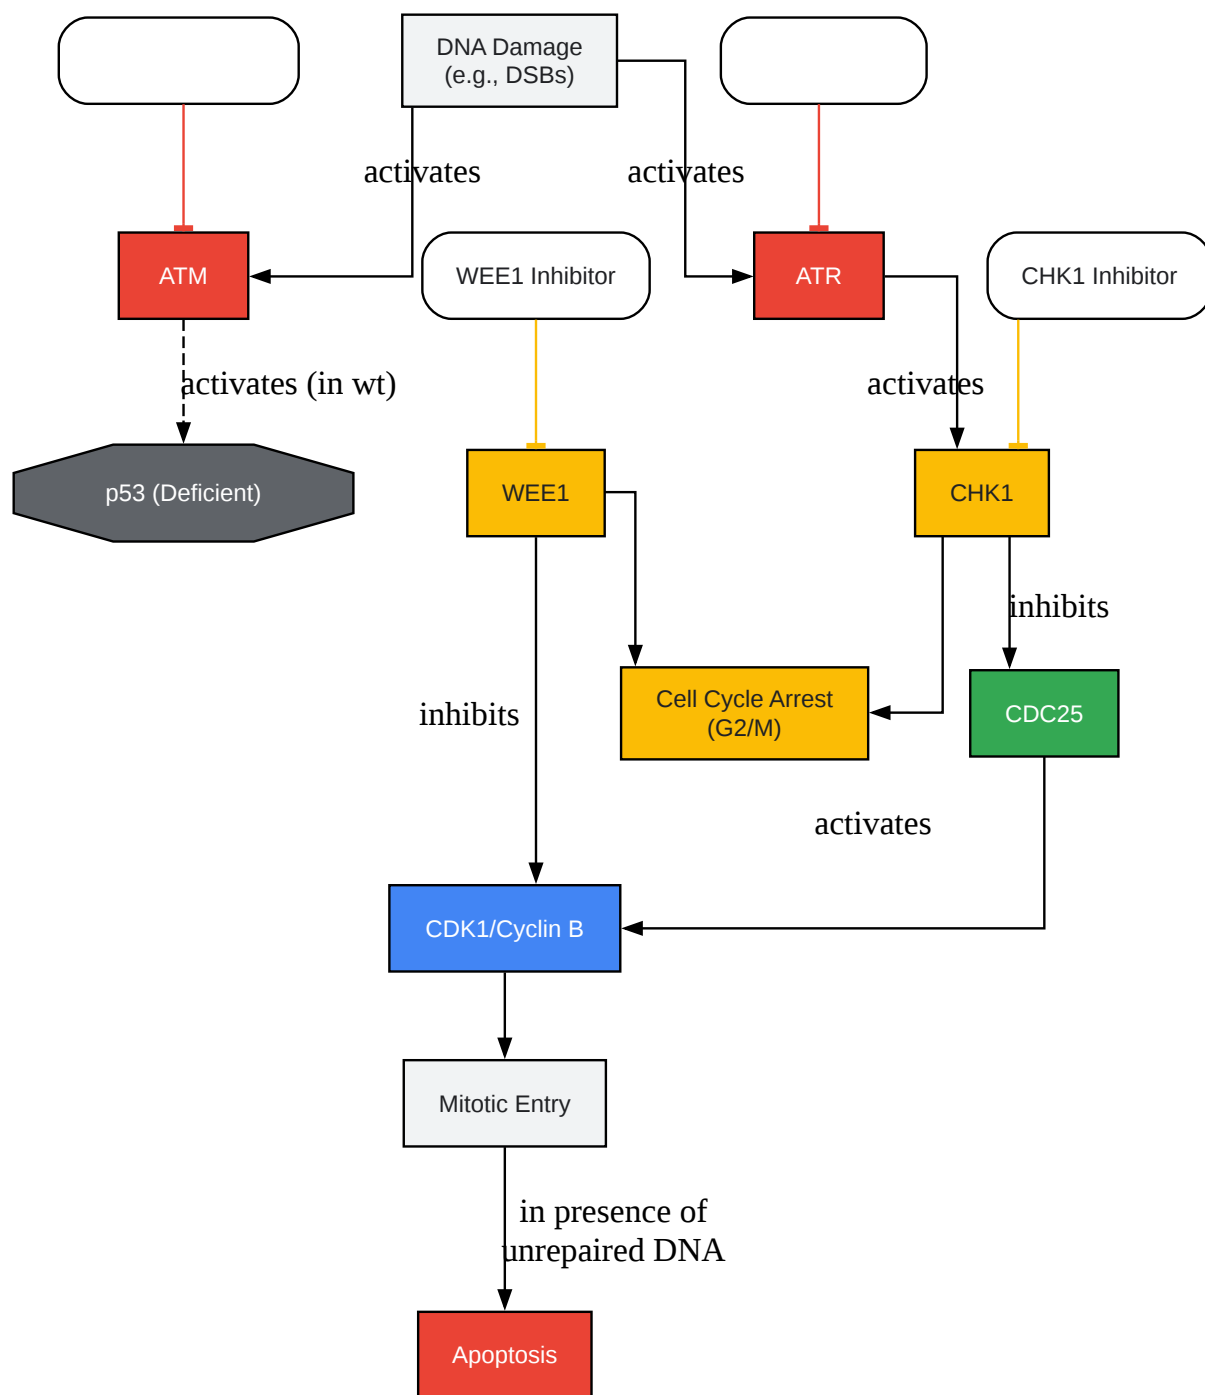 DNA Damage
(e.g., DSBs)
activates
activates
ATM
WEE1 Inhibitor
ATR
CHK1 Inhibitor
activates (in wt)
activates
p53 (Deficient)
WEE1
CHK1
inhibits
Cell Cycle Arrest
(G2/M)
CDC25
inhibits
activates
CDK1/Cyclin B
Mitotic Entry
in presence of
unrepaired DNA
Apoptosis